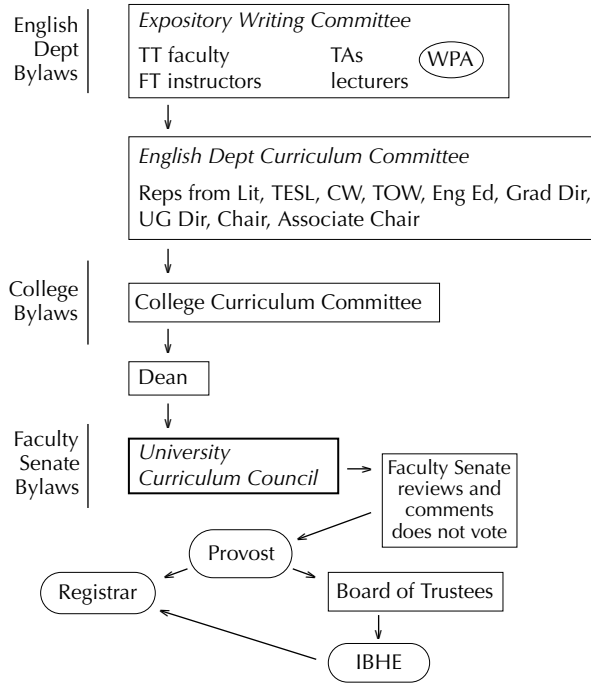 English
Dept
Bylaws
Expository Writing Committee
TT faculty TAs WPA
FT instructors lecturers
English Dept Curriculum Committee
Reps from Lit, TESL, CW, TOW, Eng Ed, Grad Dir,
UG Dir, Chair, Associate Chair
College
Bylaws
College Curriculum Committee
Dean
Faculty
Senate
Bylaws
University
Curriculum Council
Faculty Senate
reviews and
comments
does not vote
Provost
Registrar
Board of Trustees
IBHE